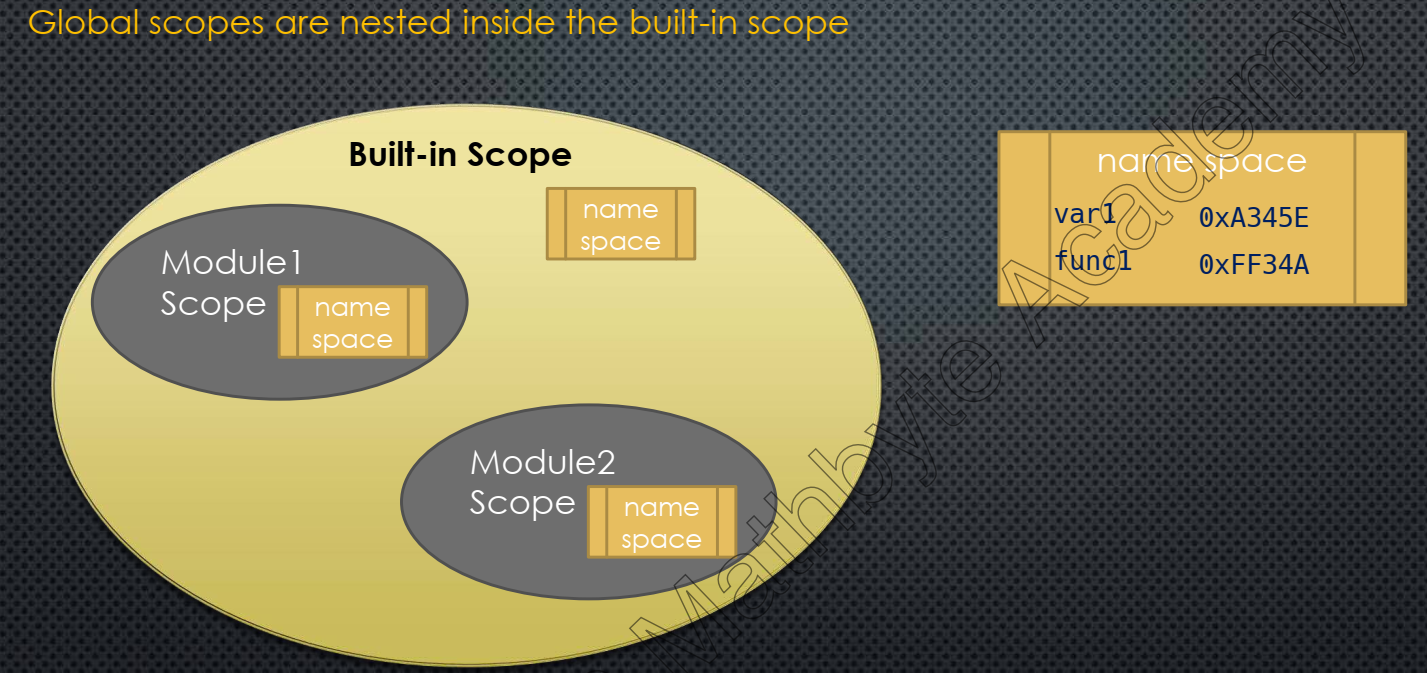 Global scopes are nested inside the built-in scope
Built-in Scope
name
space
Module1
Scope
name
space
Module2
Scope
name
space
name space
var1 0xA345E
func1 0xFF34A
Mathbyte Academy